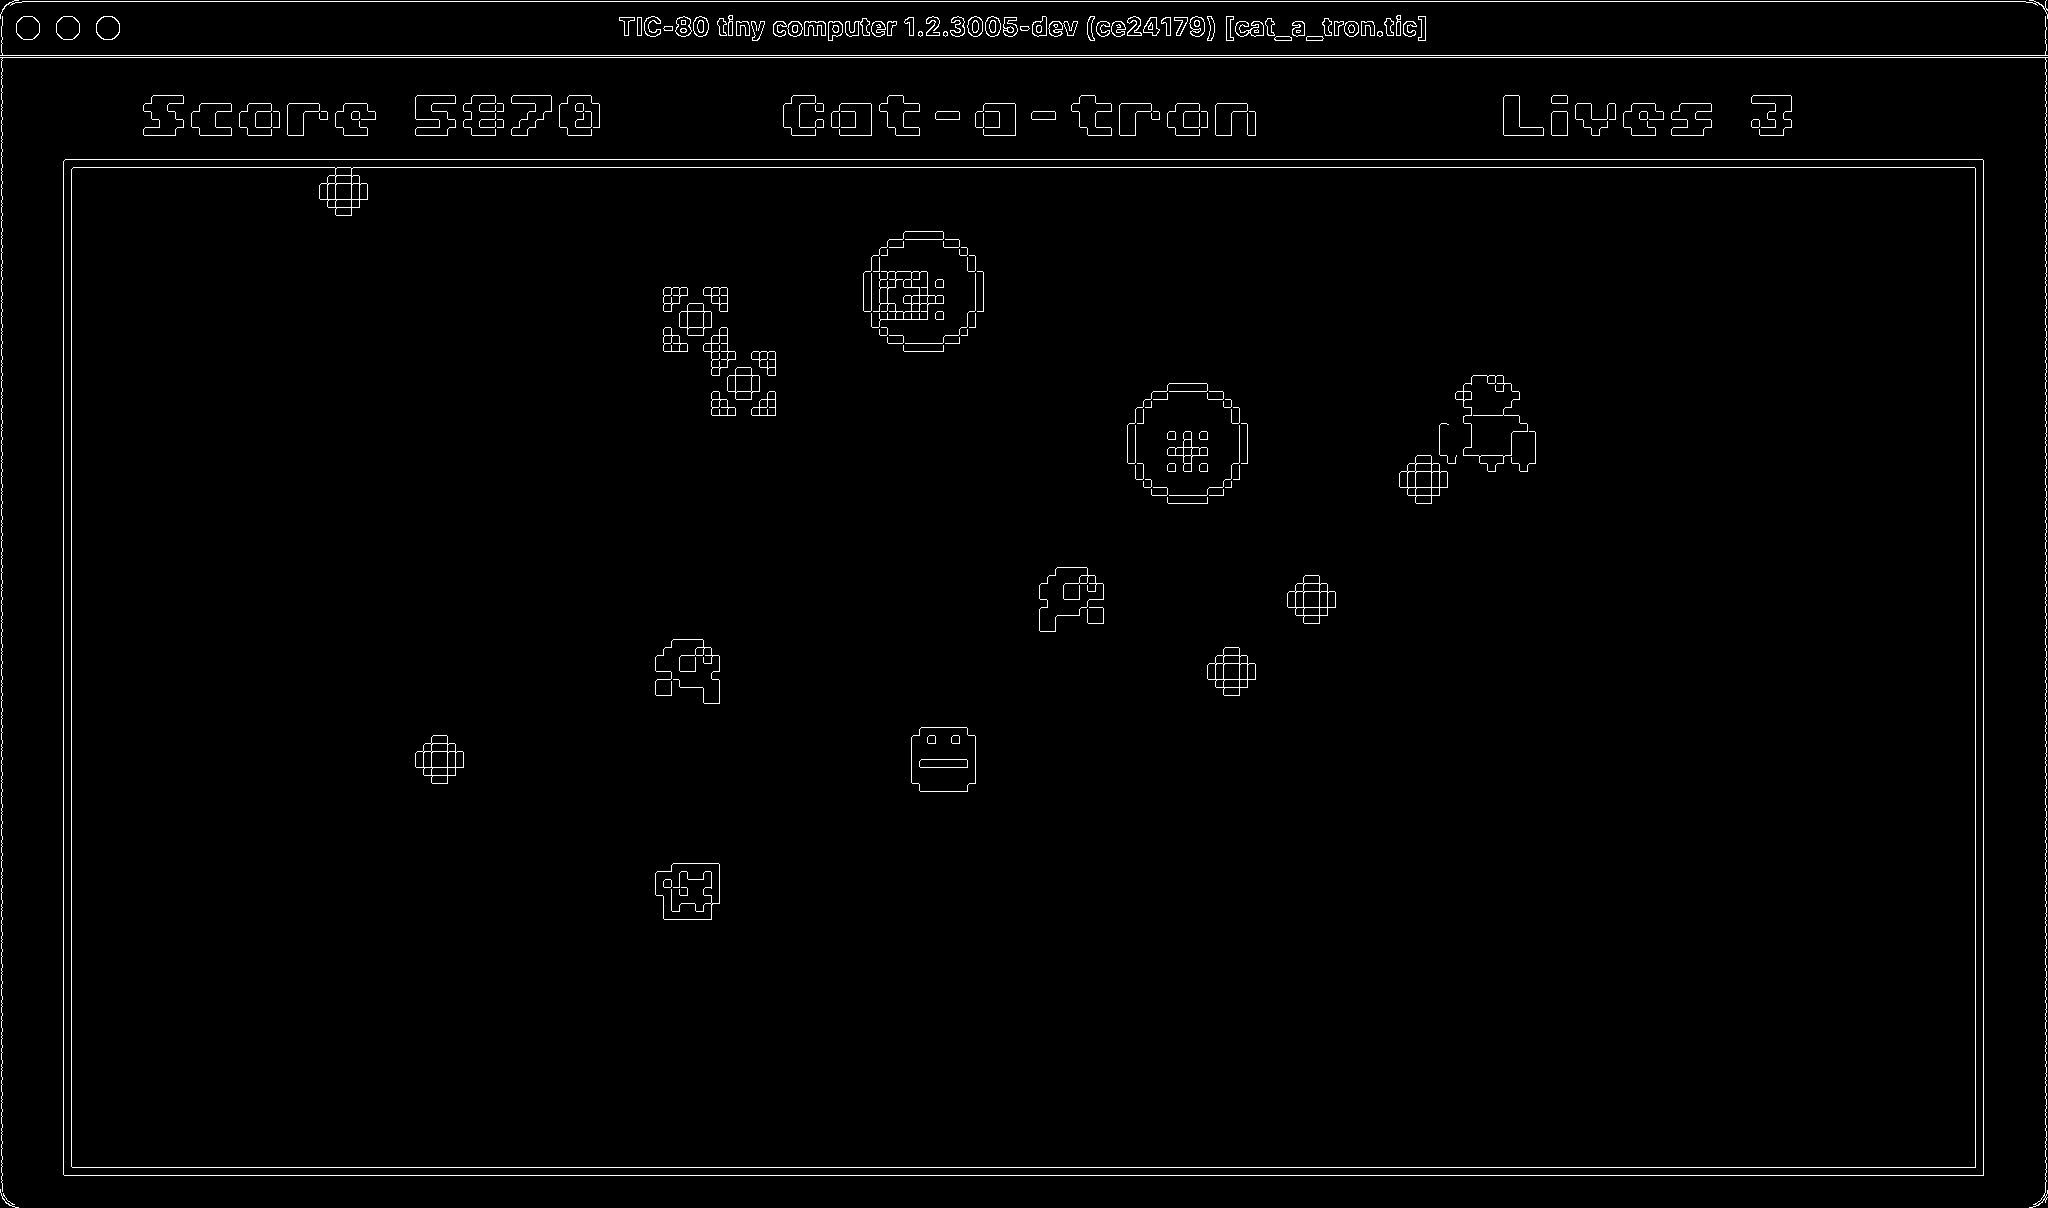 TIC-80 tiny computer 1.2.3005-dev (ce24179) [cat_a_tron.tic]
Score 5870 Cat-a-tron Lives 3